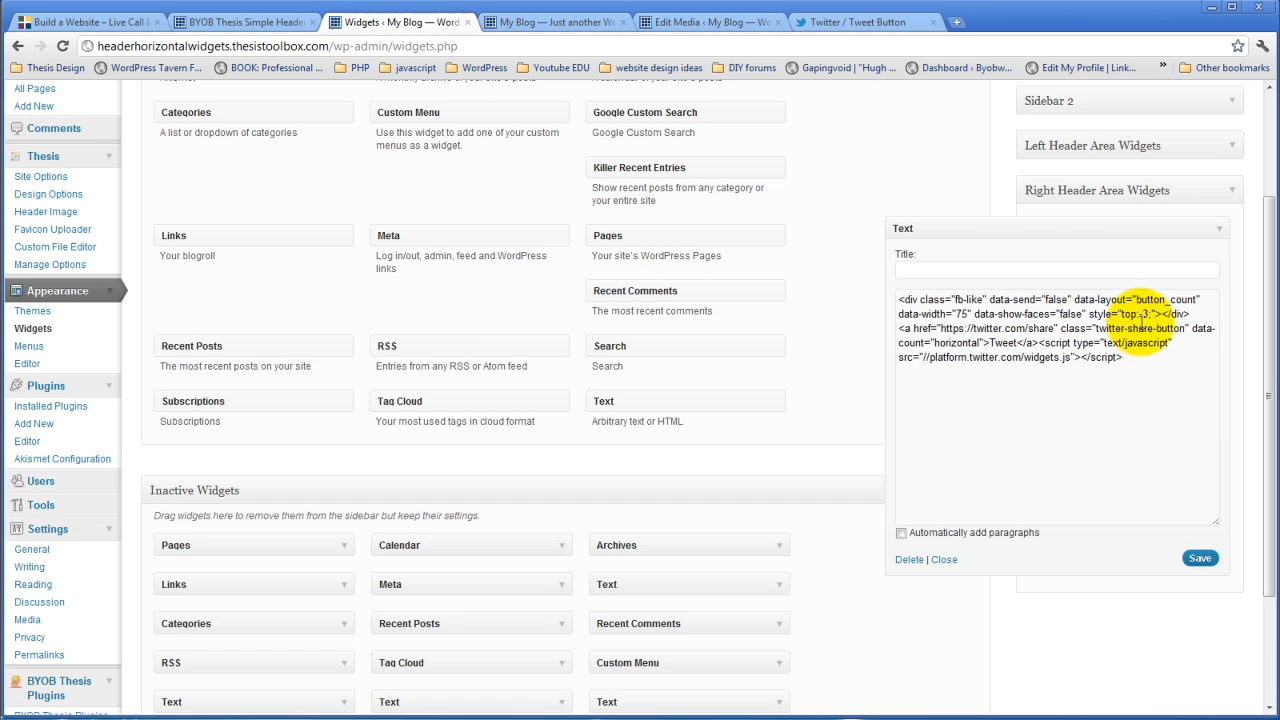 Build a Website – Live Call I
BYOB Thesis Simple Header
Widgets ‹ My Blog — Word
My Blog — Just another Wo
Edit Media ‹ My Blog — Wo
Twitter / Tweet Button
headerhorizontalwidgets.thesistoolbox.com/wp-admin/widgets.php
Thesis Design
WordPress Tavern F...
BOOK: Professional ...
PHP
javascript
WordPress
Youtube EDU
website design ideas
DIY forums
Gapingvoid | "Hugh ...
Dashboard ‹ Byobw...
Edit My Profile | Link...
»
Other bookmarks
All Pages
Add New
Comments
Thesis
Site Options
Design Options
Header Image
Favicon Uploader
Custom File Editor
Manage Options
Appearance
Themes
Widgets
Menus
Editor
Plugins
Installed Plugins
Add New
Editor
Akismet Configuration
Users
Tools
Settings
General
Writing
Reading
Discussion
Media
Privacy
Permalinks
BYOB Thesis
Plugins
Categories
A list or dropdown of categories
Custom Menu
Use this widget to add one of your custom
menus as a widget.
Google Custom Search
Google Custom Search
Killer Recent Entries
Show recent posts from any category or
your entire site
Links
Your blogroll
Meta
Log in/out, admin, feed and WordPress
links
Pages
Your site's WordPress Pages
Recent Comments
The most recent comments
Recent Posts
The most recent posts on your site
RSS
Entries from any RSS or Atom feed
Search
Search
Subscriptions
Subscriptions
Tag Cloud
Your most used tags in cloud format
Text
Arbitrary text or HTML
Inactive Widgets
Drag widgets here to remove them from the sidebar but keep their settings.
Pages
Calendar
Archives
Links
Meta
Text
Categories
Recent Posts
Recent Comments
RSS
Tag Cloud
Custom Menu
Text
Text
Text
Sidebar 2
Left Header Area Widgets
Right Header Area Widgets
Text
Title:
<div class="fb-like" data-send="false" data-layout="button_count"
data-width="75" data-show-faces="false" style="top:-3;"></div>
<a href="https://twitter.com/share" class="twitter-share-button" data-
count="horizontal">Tweet</a><script type="text/javascript"
src="//platform.twitter.com/widgets.js"></script>
Automatically add paragraphs
Delete | Close
Save